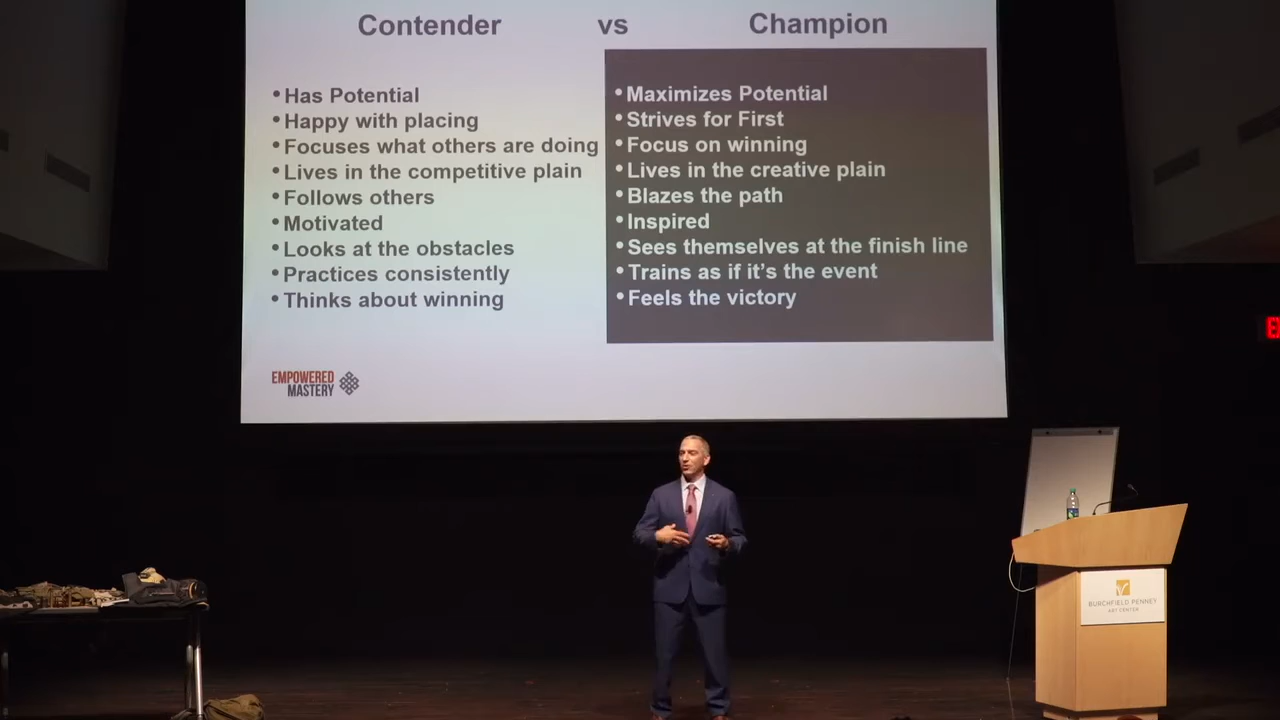 Contender vs Champion
• Has Potential
• Happy with placing
• Focuses what others are doing
• Lives in the competitive plain
• Follows others
• Motivated
• Looks at the obstacles
• Practices consistently
• Thinks about winning
• Maximizes Potential
• Strives for First
• Focus on winning
• Lives in the creative plain
• Blazes the path
• Inspired
• Sees themselves at the finish line
• Trains as if it's the event
• Feels the victory
EMPOWERED
MASTERY
BURCHFIELD PENNEY
ART CENTER